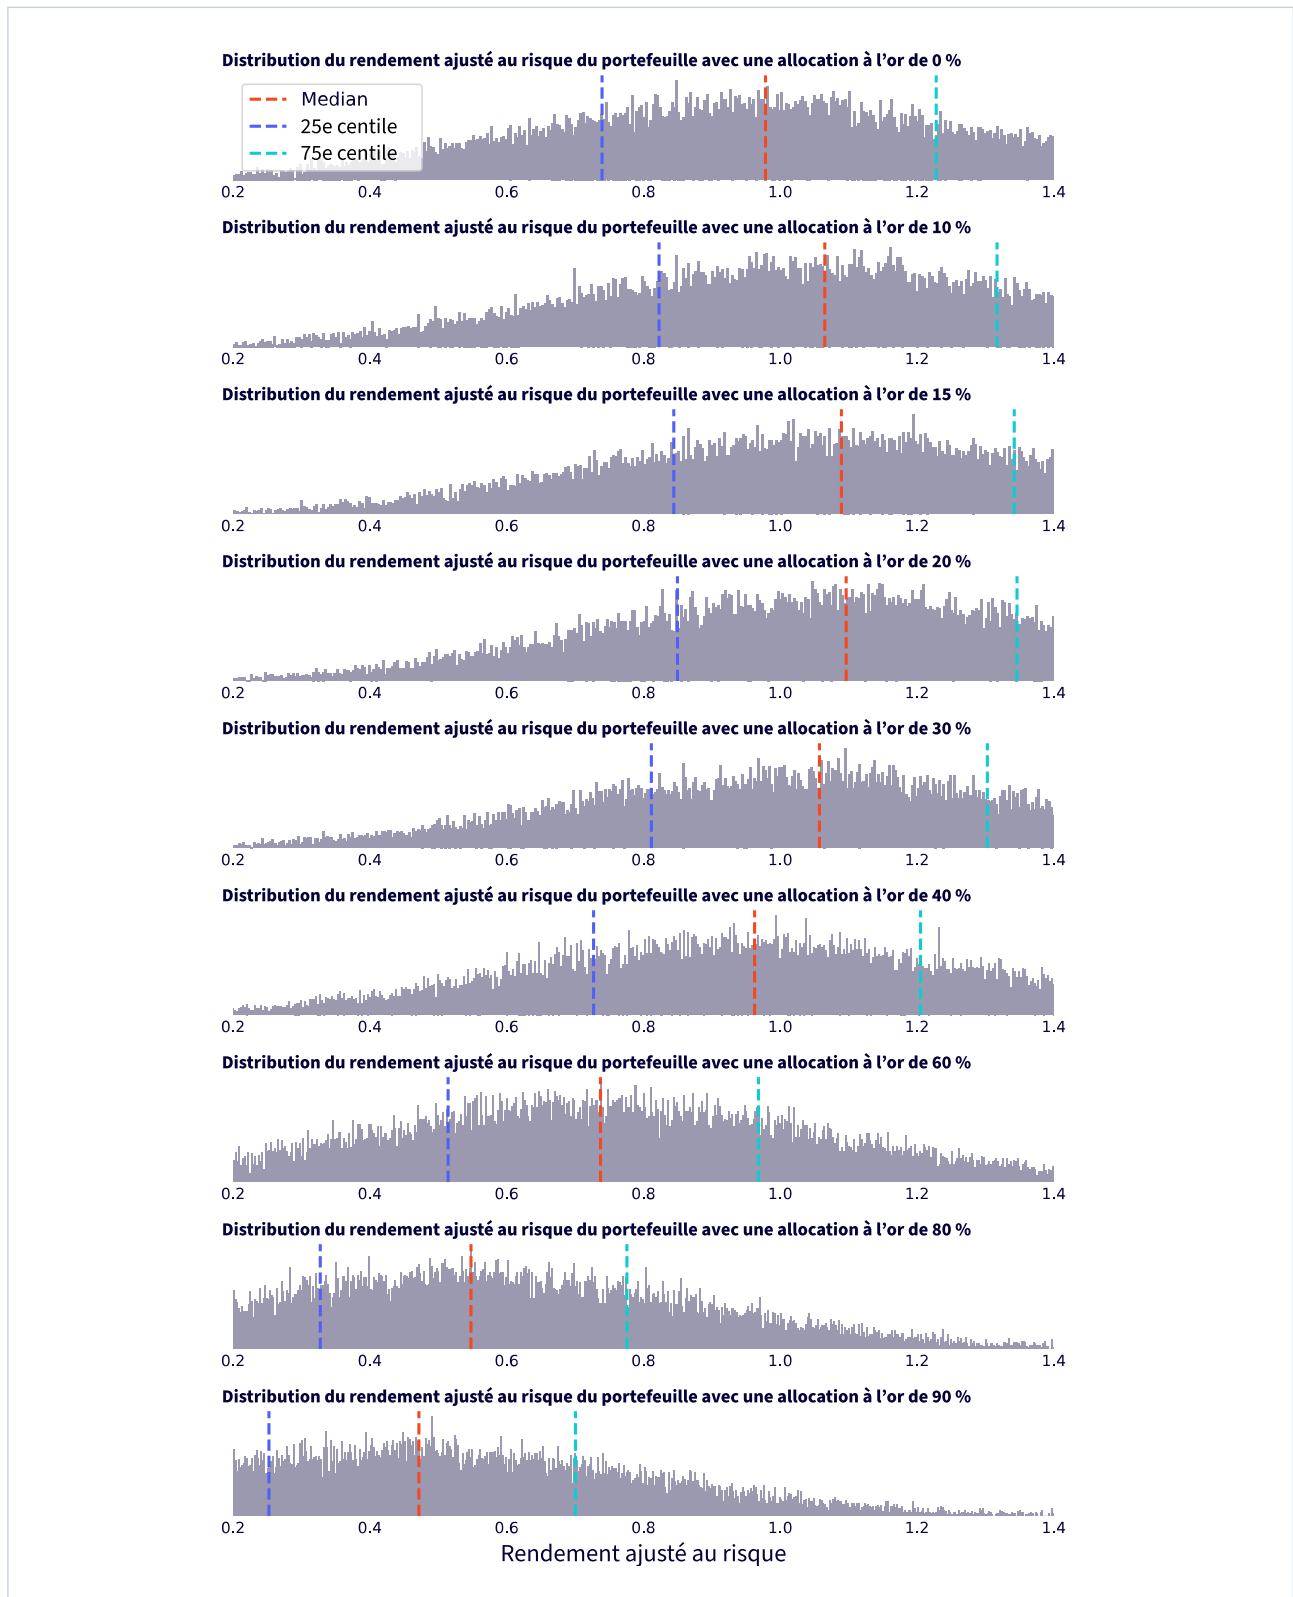 Distribution du rendement ajusté au risque du portefeuille avec une allocation à l’or de 0 %
Median
25e centile
75e centile
0.2 0.4 0.6 0.8 1.0 1.2 1.4
Distribution du rendement ajusté au risque du portefeuille avec une allocation à l’or de 10 %
0.2 0.4 0.6 0.8 1.0 1.2 1.4
Distribution du rendement ajusté au risque du portefeuille avec une allocation à l’or de 15 %
0.2 0.4 0.6 0.8 1.0 1.2 1.4
Distribution du rendement ajusté au risque du portefeuille avec une allocation à l’or de 20 %
0.2 0.4 0.6 0.8 1.0 1.2 1.4
Distribution du rendement ajusté au risque du portefeuille avec une allocation à l’or de 30 %
0.2 0.4 0.6 0.8 1.0 1.2 1.4
Distribution du rendement ajusté au risque du portefeuille avec une allocation à l’or de 40 %
0.2 0.4 0.6 0.8 1.0 1.2 1.4
Distribution du rendement ajusté au risque du portefeuille avec une allocation à l’or de 60 %
0.2 0.4 0.6 0.8 1.0 1.2 1.4
Distribution du rendement ajusté au risque du portefeuille avec une allocation à l’or de 80 %
0.2 0.4 0.6 0.8 1.0 1.2 1.4
Distribution du rendement ajusté au risque du portefeuille avec une allocation à l’or de 90 %
0.2 0.4 0.6 0.8 1.0 1.2 1.4
Rendement ajusté au risque